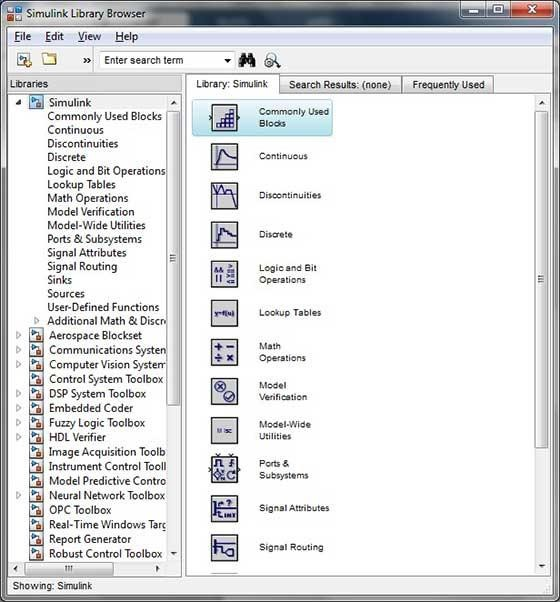 Simulink Library Browser
File Edit View Help
» Enter search term
Libraries
Library: Simulink Search Results: (none) Frequently Used
Simulink
Commonly Used Blocks
Continuous
Discontinuities
Discrete
Logic and Bit Operations
Lookup Tables
Math Operations
Model Verification
Model-Wide Utilities
Ports & Subsystems
Signal Attributes
Signal Routing
Sinks
Sources
User-Defined Functions
Additional Math & Discre
Aerospace Blockset
Communications System
Computer Vision System
Control System Toolbox
DSP System Toolbox
Embedded Coder
Fuzzy Logic Toolbox
HDL Verifier
Image Acquisition Toolb
Instrument Control Tool
Model Predictive Contro
Neural Network Toolbox
OPC Toolbox
Real-Time Windows Targ
Report Generator
Robust Control Toolbox
Commonly Used
Blocks
Continuous
Discontinuities
Discrete
Logic and Bit
Operations
y=f(u)
Lookup Tables
Math
Operations
Model
Verification
Model-Wide
Utilities
Ports &
Subsystems
Signal Attributes
Signal Routing
Showing: Simulink